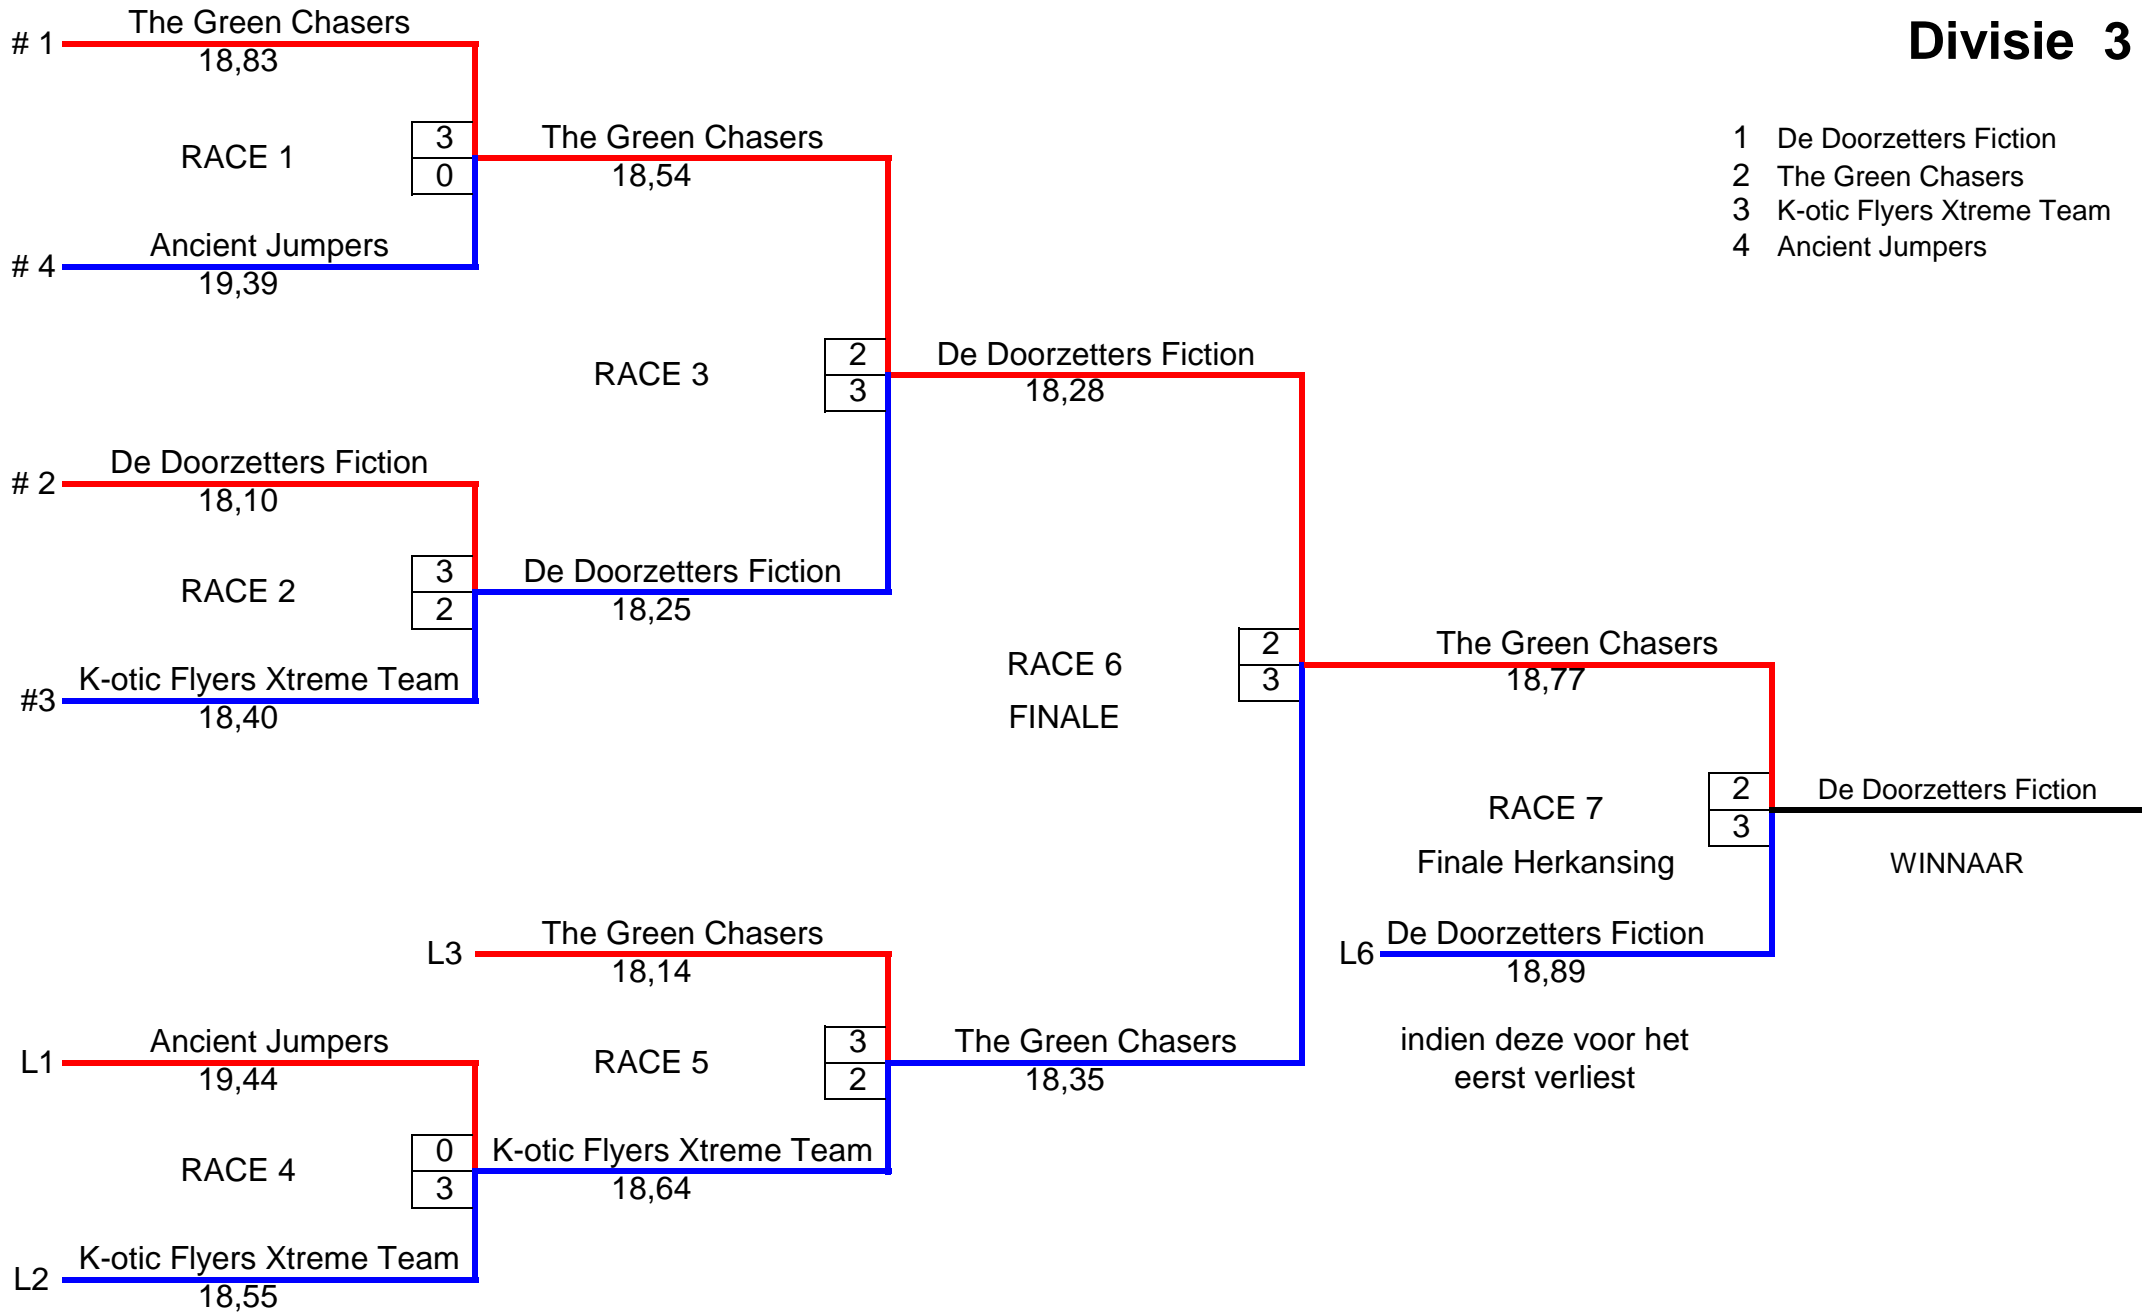 Divisie 3
1 De Doorzetters Fiction
2 The Green Chasers
3 K-otic Flyers Xtreme Team
4 Ancient Jumpers
# 1
The Green Chasers
18,83
RACE 1
3
0
# 4
Ancient Jumpers
19,39
The Green Chasers
18,54
# 2
De Doorzetters Fiction
18,10
RACE 2
3
2
#3
K-otic Flyers Xtreme Team
18,40
De Doorzetters Fiction
18,25
RACE 3
2
3
De Doorzetters Fiction
18,28
L1
Ancient Jumpers
19,44
RACE 4
0
3
L2
K-otic Flyers Xtreme Team
18,55
L3
The Green Chasers
18,14
RACE 5
3
2
K-otic Flyers Xtreme Team
18,64
The Green Chasers
18,35
RACE 6
FINALE
2
3
The Green Chasers
18,77
RACE 7
Finale Herkansing
2
3
L6
De Doorzetters Fiction
18,89
indien deze voor het
eerst verliest
De Doorzetters Fiction
WINNAAR